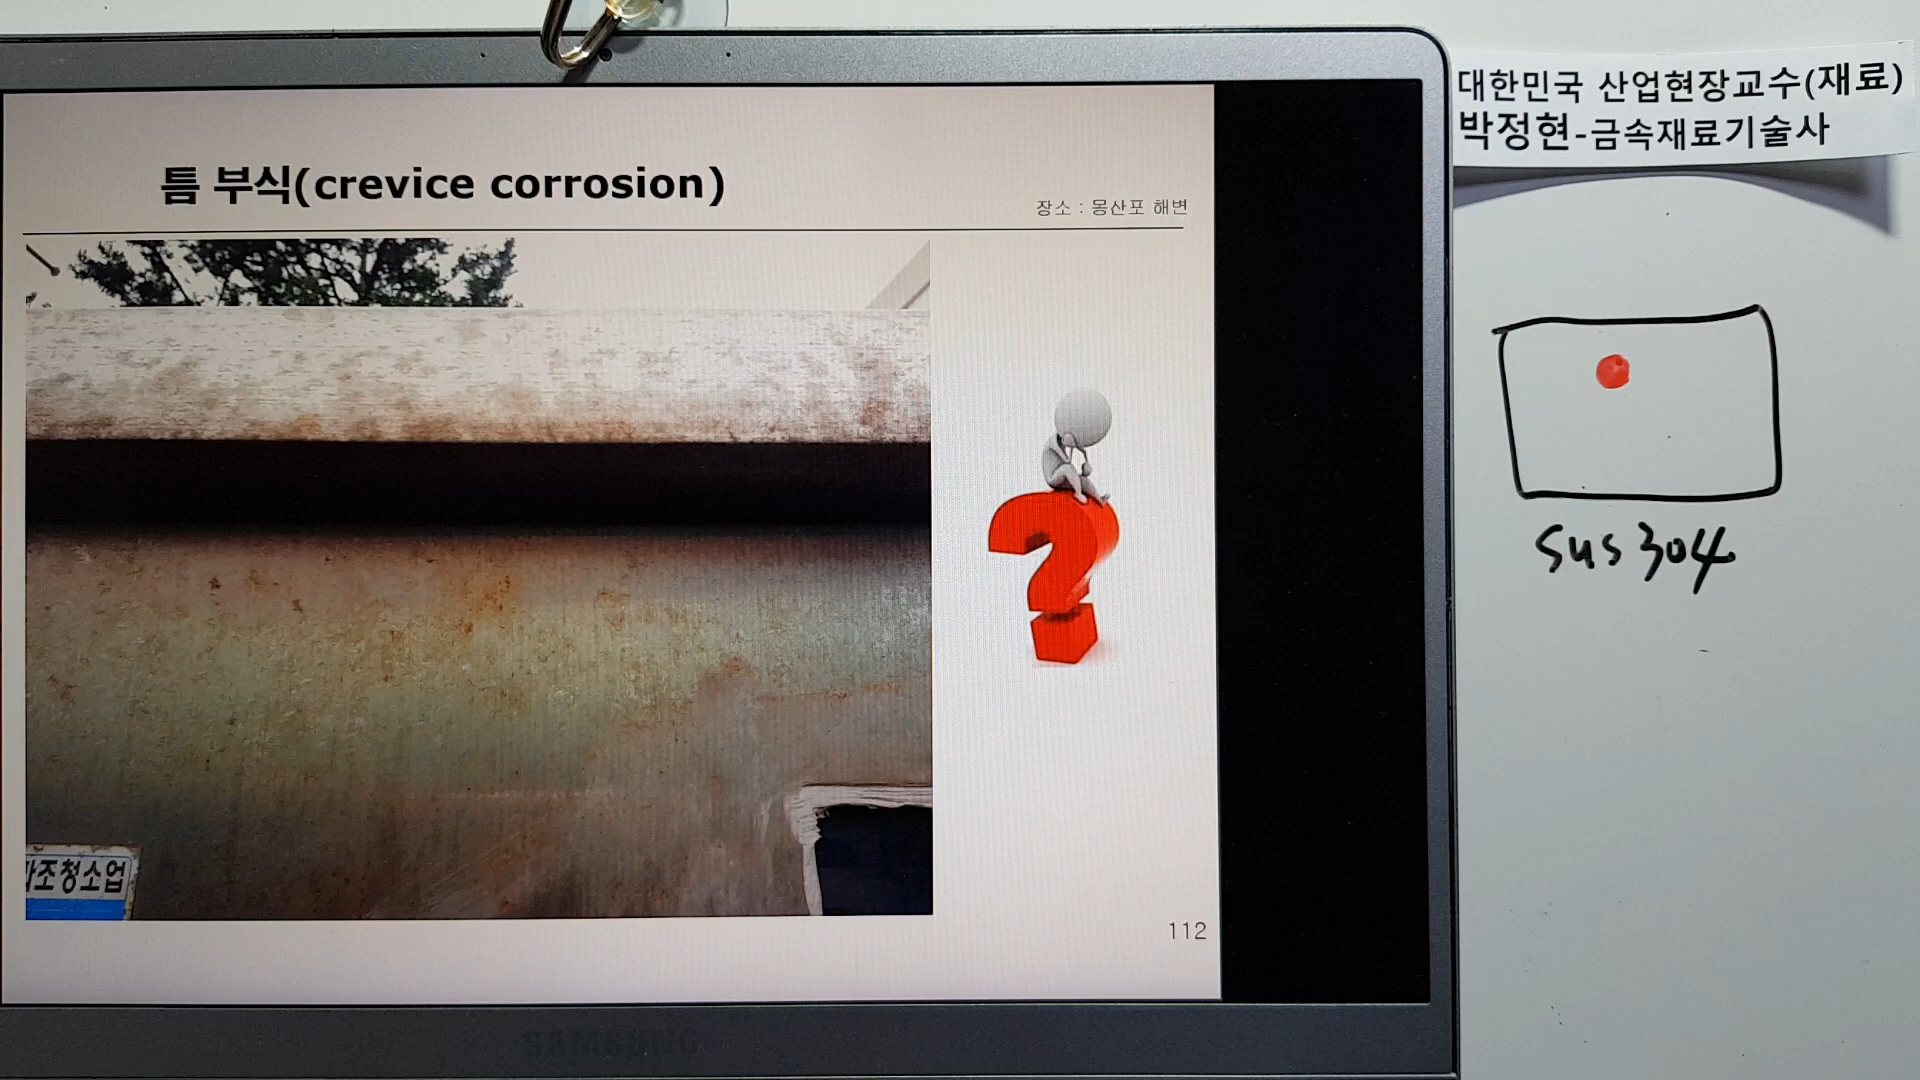 대한민국 산업현장교수(재료)
박정현-금속재료기술사
틈 부식(crevice corrosion)
장소 : 몽산포 해변
조청소업
112
sus 304
SAMSUNG